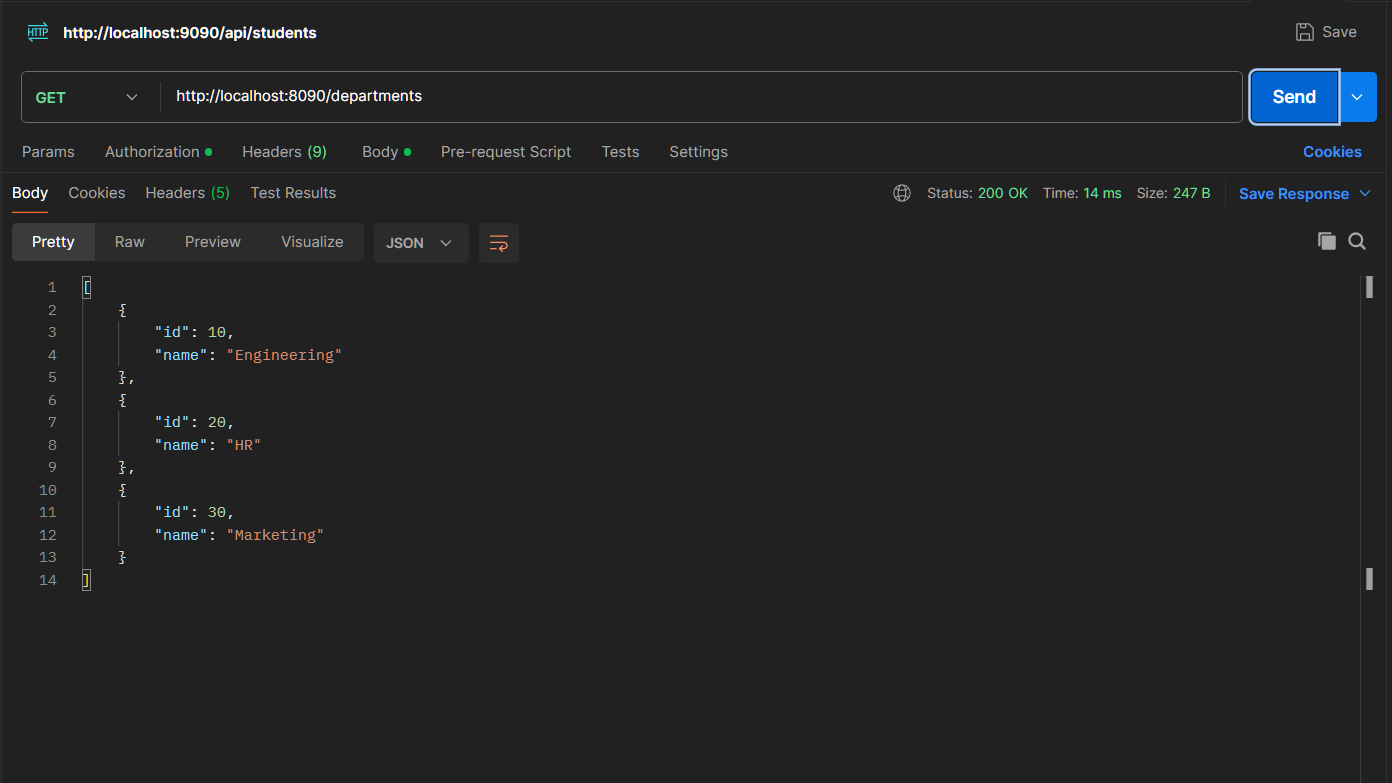 HTTP http://localhost:9090/api/students Save
GET http://localhost:8090/departments Send
Params Authorization Headers (9) Body Pre-request Script Tests Settings Cookies
Body Cookies Headers (5) Test Results Status: 200 OK Time: 14 ms Size: 247 B Save Response
Pretty Raw Preview Visualize JSON
1 [
2 {
3 "id": 10,
4 "name": "Engineering"
5 },
6 {
7 "id": 20,
8 "name": "HR"
9 },
10 {
11 "id": 30,
12 "name": "Marketing"
13 }
14 ]